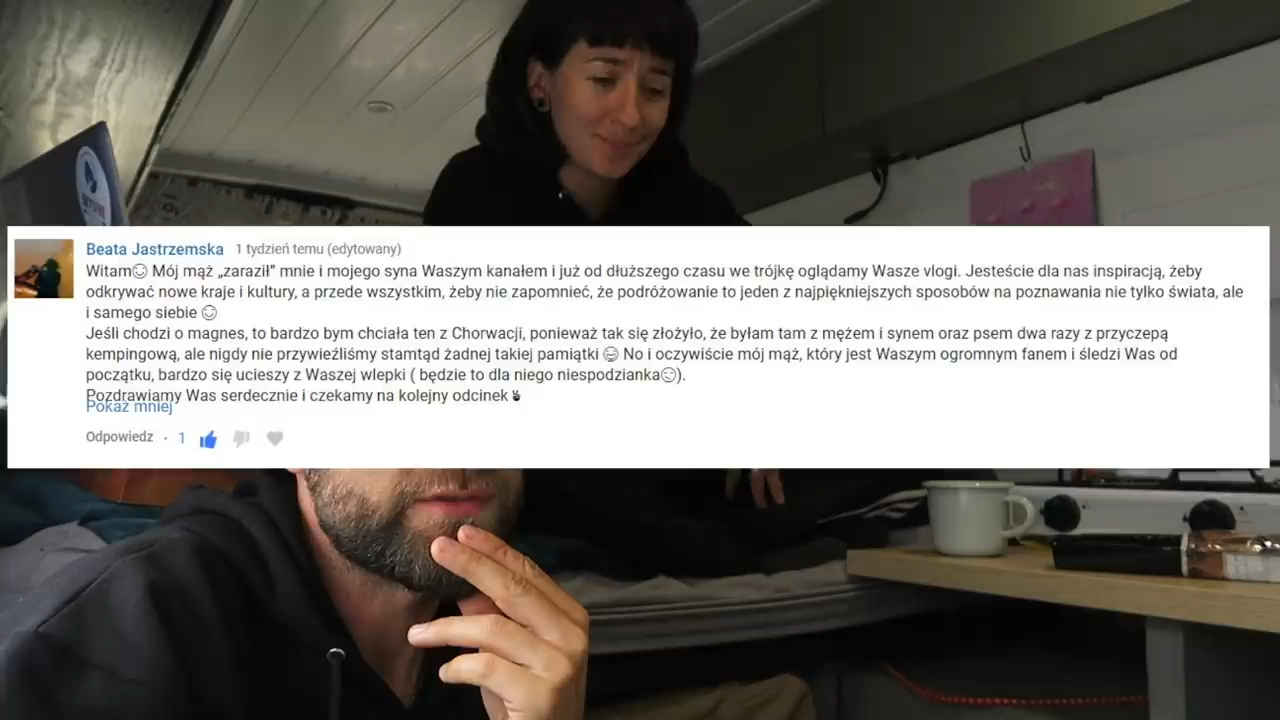 Beata Jastrzemska 1 tydzień temu (edytowany)
Witam😊 Mój mąż „zaraził” mnie i mojego syna Waszym kanałem i już od dłuższego czasu we trójkę oglądamy Wasze vlogi. Jesteście dla nas inspiracją, żeby
odkrywać nowe kraje i kultury, a przede wszystkim, żeby nie zapomnieć, że podróżowanie to jeden z najpiękniejszych sposobów na poznawania nie tylko świata, ale
i samego siebie 😊
Jeśli chodzi o magnes, to bardzo bym chciała ten z Chorwacji, ponieważ tak się złożyło, że byłam tam z mężem i synem oraz psem dwa razy z przyczepą
kempingową, ale nigdy nie przywieźliśmy stamtąd żadnej takiej pamiątki 😄 No i oczywiście mój mąż, który jest Waszym ogromnym fanem i śledzi Was od
początku, bardzo się ucieszy z Waszej wlepki ( będzie to dla niego niespodzianka😉).
Pozdrawiamy Was serdecznie i czekamy na kolejny odcinek✌
Pokaż mniej
Odpowiedz · 1